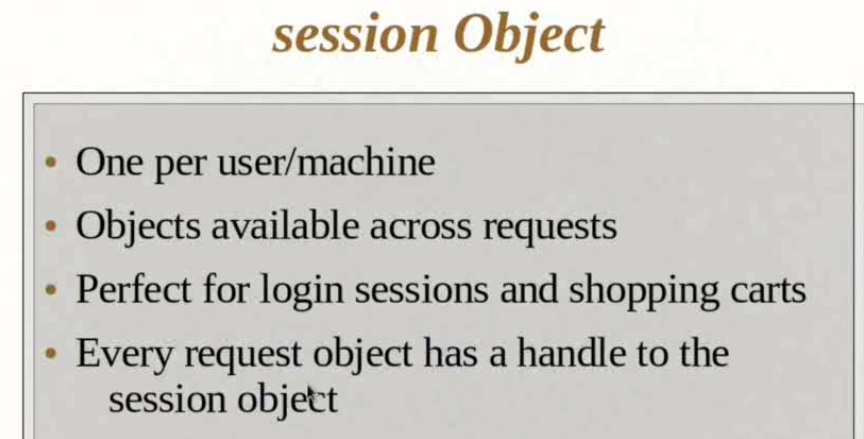 session Object
• One per user/machine
• Objects available across requests
• Perfect for login sessions and shopping carts
• Every request object has a handle to the
session object